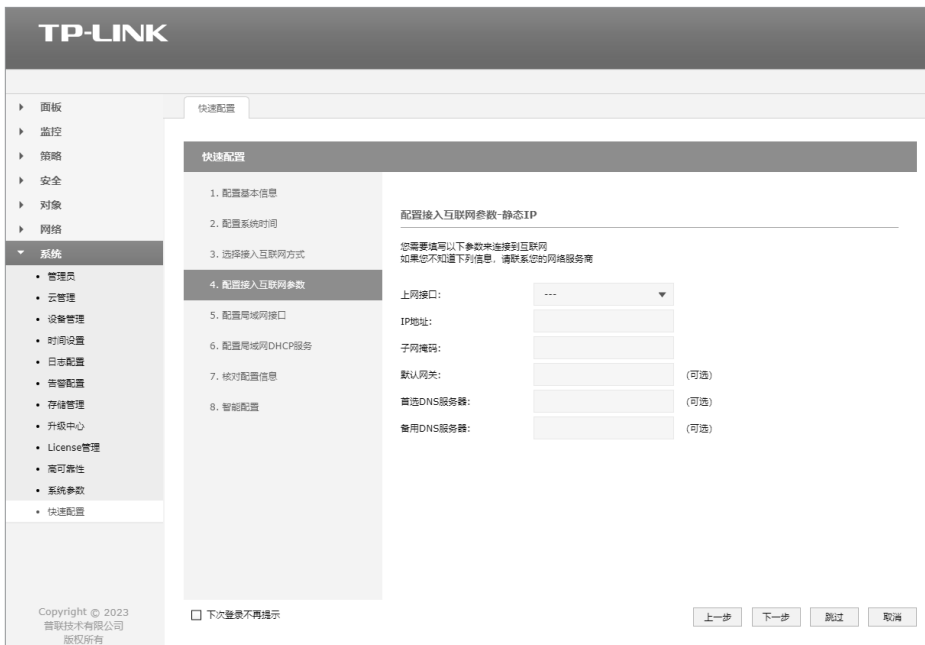 TP-LINK
面板
监控
策略
安全
对象
网络
系统
管理员
云管理
设备管理
时间设置
日志配置
告警配置
存储管理
升级中心
License管理
高可靠性
系统参数
快速配置
Copyright © 2023
普联技术有限公司
版权所有
快速配置
快速配置
1. 配置基本信息
2. 配置系统时间
3. 选择接入互联网方式
4. 配置接入互联网参数
5. 配置局域网接口
6. 配置局域网DHCP服务
7. 核对配置信息
8. 智能配置
配置接入互联网参数-静态IP
您需要填写以下参数来连接到互联网
如果您不知道下列信息，请联系您的网络服务商
上网接口: ---
IP地址:
子网掩码:
默认网关: (可选)
首选DNS服务器: (可选)
备用DNS服务器: (可选)
下次登录不再提示
上一步 下一步 跳过 取消